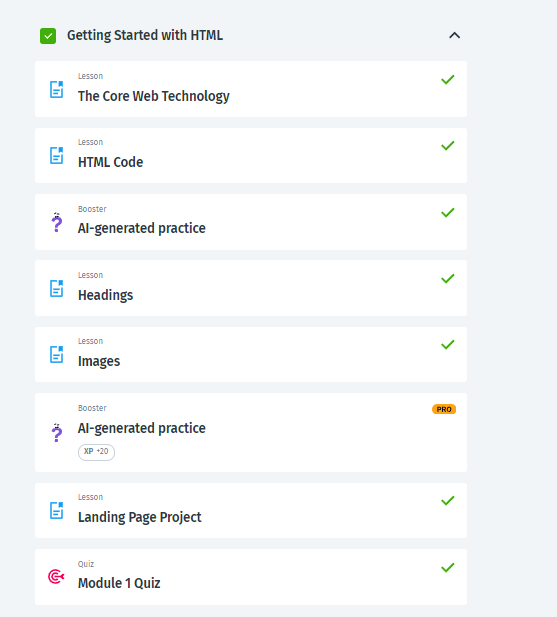 Getting Started with HTML
Lesson
The Core Web Technology
Lesson
HTML Code
Booster
AI-generated practice
Lesson
Headings
Lesson
Images
Booster
PRO
AI-generated practice
XP +20
Lesson
Landing Page Project
Quiz
Module 1 Quiz